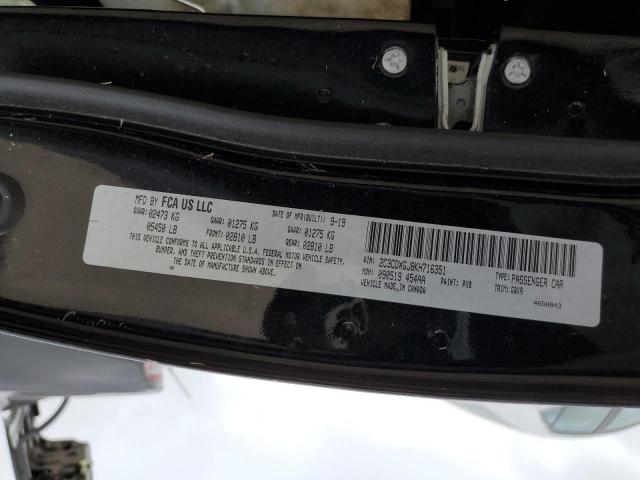 MFD BY FCA US LLC
DATE OF MFR(BUILT): 9-19
GVWR: 02473 KG
GAWR: 01275 KG
GAWR: 01275 KG
05450 LB
FRONT: 02810 LB
REAR: 02810 LB
THIS VEHICLE CONFORMS TO ALL APPLICABLE U.S.A. FEDERAL MOTOR VEHICLE SAFETY,
BUMPER, AND THEFT PREVENTION STANDARDS IN EFFECT ON THE DATE OF MANUFACTURE SHOWN ABOVE.
VIN: 2C3CDXGJ8KH716351
TYPE: PASSENGER CAR
MDH: 090519 454AA
PAINT: PX8
TRIM: GQX9
MADE IN CANADA
4658843